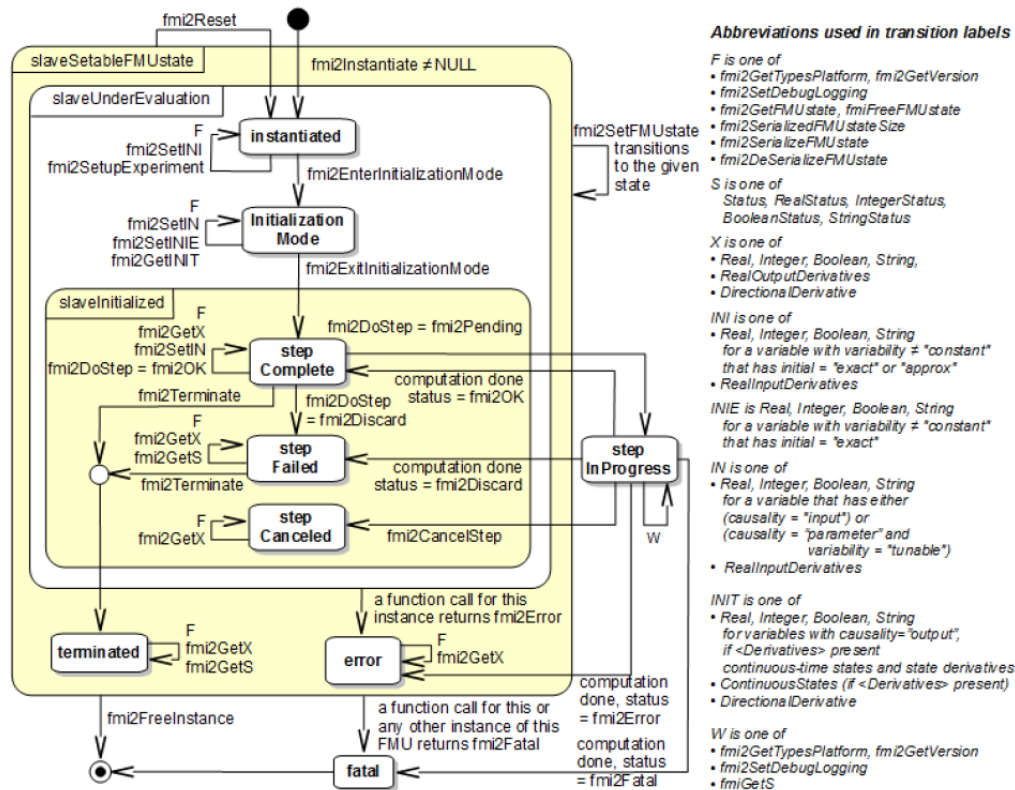 fmi2Reset
slaveSetableFMUstate
fmi2Instantiate ≠ NULL
slaveUnderEvaluation
F
fmi2SetINI
fmi2SetupExperiment
instantiated
fmi2SetFMUstate
transitions
to the given
state
fmi2EnterInitializationMode
F
fmi2SetIN
fmi2SetINIE
fmi2GetINIT
Initialization
Mode
fmi2ExitInitializationMode
slaveInitialized
F
fmi2GetX
fmi2SetIN
fmi2DoStep = fmi2OK
fmi2DoStep = fmi2Pending
step
Complete
computation done
status = fmi2OK
fmi2Terminate
fmi2DoStep
= fmi2Discard
F
fmi2GetX
fmi2GetS
step
Failed
step
InProgress
computation done
status = fmi2Discard
fmi2Terminate
F
fmi2GetX
step
Canceled
fmi2CancelStep
W
a function call for this
instance returns fmi2Error
terminated
F
fmi2GetX
fmi2GetS
error
F
fmi2GetX
computation
done, status
= fmi2Error
fmi2FreeInstance
a function call for this or
any other instance of this
FMU returns fmi2Fatal
computation
done, status
= fmi2Fatal
fatal
Abbreviations used in transition labels
F is one of
• fmi2GetTypesPlatform, fmi2GetVersion
• fmi2SetDebugLogging
• fmi2GetFMUstate, fmiFreeFMUstate
• fmi2SerializedFMUstateSize
• fmi2SerializeFMUstate
• fmi2DeSerializeFMUstate
S is one of
Status, RealStatus, IntegerStatus,
BooleanStatus, StringStatus
X is one of
• Real, Integer, Boolean, String,
• RealOutputDerivatives
• DirectionalDerivative
INI is one of
• Real, Integer, Boolean, String
for a variable with variability ≠ "constant"
that has initial = "exact" or "approx"
• RealInputDerivatives
INIE is Real, Integer, Boolean, String
for a variable with variability ≠ "constant"
that has initial = "exact"
IN is one of
• Real, Integer, Boolean, String
for a variable that has either
(causality = "input") or
(causality = "parameter" and
variability = "tunable")
• RealInputDerivatives
INIT is one of
• Real, Integer, Boolean, String
for variables with causality="output",
if <Derivatives> present
continuous-time states and state derivatives
• ContinuousStates (if <Derivatives> present)
• DirectionalDerivative
W is one of
• fmi2GetTypesPlatform, fmi2GetVersion
• fmi2SetDebugLogging
• fmiGetS